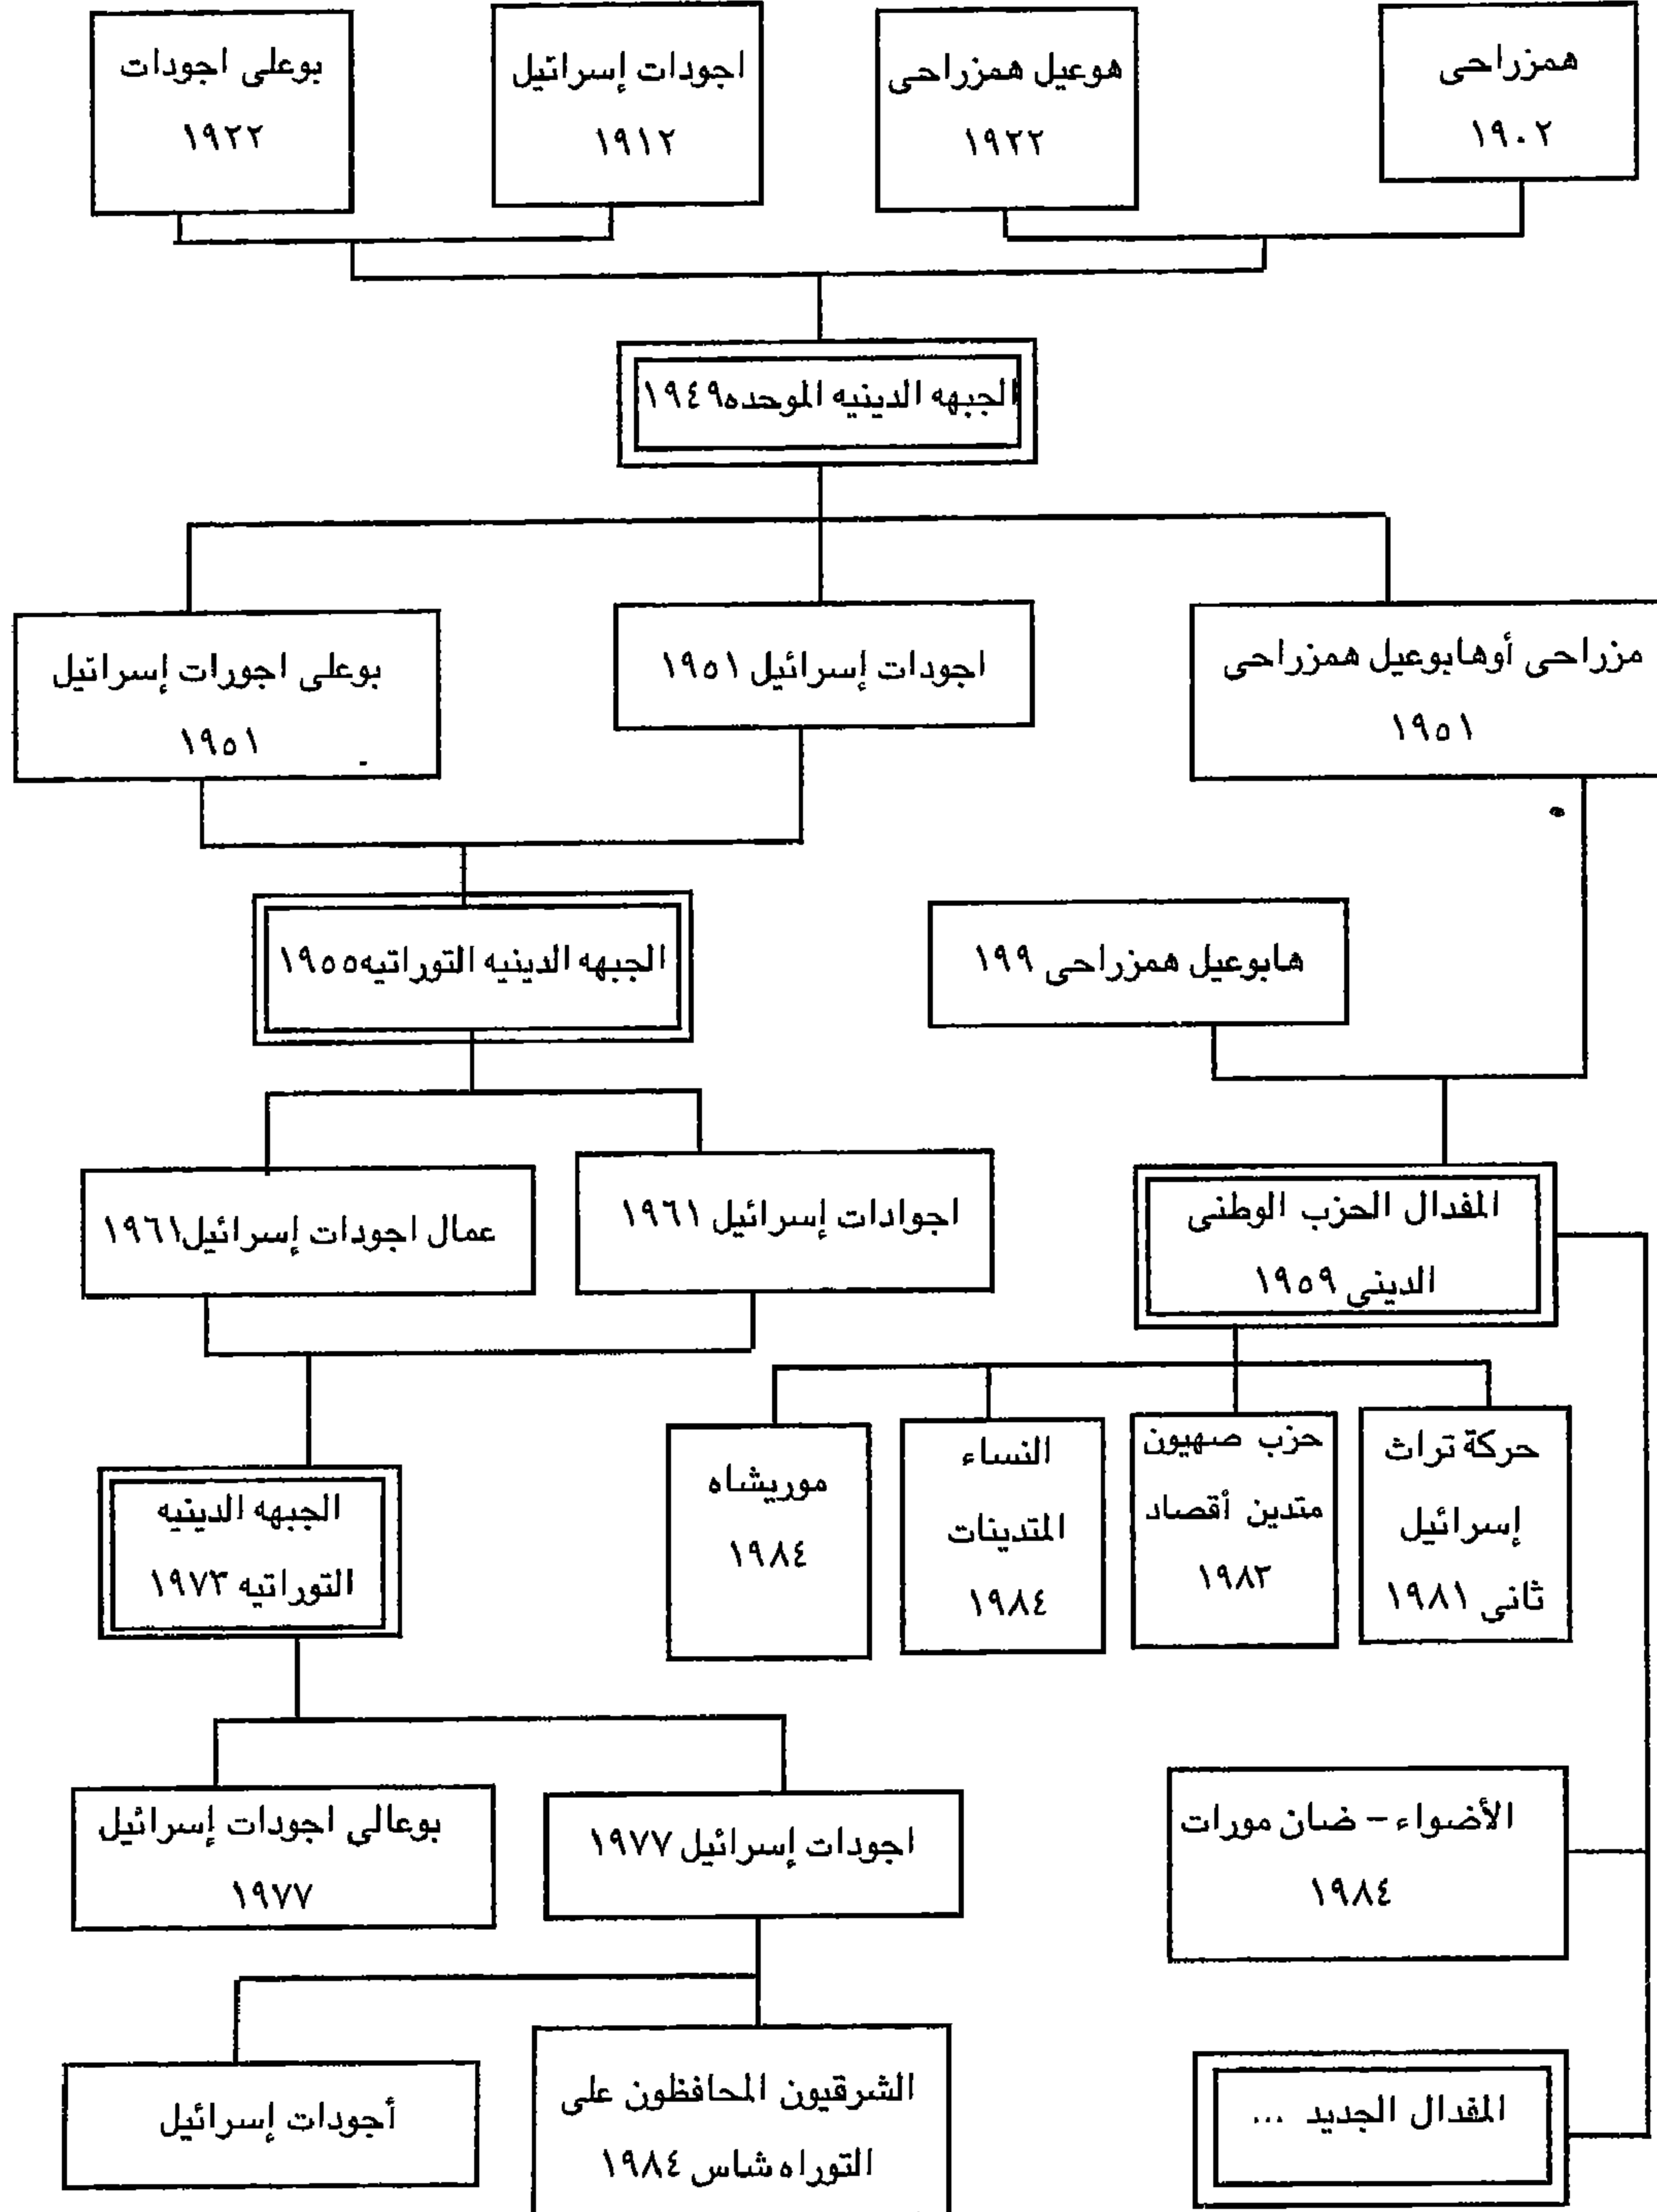 همزراحى
١٩٠٢
هوعيل همزراحى
١٩٢٢
اجودات إسرائيل
١٩١٢
بوعلى اجودات
١٩٢٢
الجبهه الدينيه الموحده١٩٤٩
مزراحى أوهابوعيل همزراحى
١٩٥١
اجودات إسرائيل ١٩٥١
بوعلى اجورات إسرائيل
١٩٥١
هابوعيل همزراحى ١٩٩
الجبهه الدينيه التوراتيه١٩٥٥
المفدال الحزب الوطنى
الدينى ١٩٥٩
اجوادات إسرائيل ١٩٦١
عمال اجودات إسرائيل١٩٦١
حركة تراث
إسرائيل
ثانى ١٩٨١
حزب صهيون
متدين أقصاد
١٩٨٣
النساء
المتدينات
١٩٨٤
موريشاه
١٩٨٤
الجبهه الدينيه
التوراتيه ١٩٧٣
الأضواء – ضان مورات
١٩٨٤
اجودات إسرائيل ١٩٧٧
بوعالي اجودات إسرائيل
١٩٧٧
المفدال الجديد ...
الشرقيون المحافظون على
التوراه شاس ١٩٨٤
أجودات إسرائيل